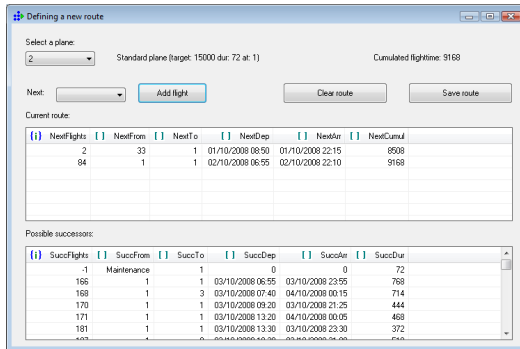 Defining a new route
Select a plane:
2 Standard plane (target: 15000 dur: 72 at: 1) Cumulated flighttime: 9168
Next: Add flight Clear route Save route
Current route:
{i} NextFlights [ ] NextFrom [ ] NextTo [ ] NextDep [ ] NextArr [ ] NextCumul
2 33 1 01/10/2008 08:50 01/10/2008 22:15 8508
84 1 1 02/10/2008 06:55 02/10/2008 22:10 9168
Possible successors:
{i} SuccFlights [ ] SuccFrom [ ] SuccTo [ ] SuccDep [ ] SuccArr [ ] SuccDur
-1 Maintenance 1 0 0 72
166 1 1 03/10/2008 06:55 03/10/2008 23:55 768
168 1 3 03/10/2008 07:40 04/10/2008 00:15 714
170 1 1 03/10/2008 09:20 03/10/2008 21:25 444
171 1 1 03/10/2008 13:20 04/10/2008 00:05 468
181 1 1 03/10/2008 13:30 03/10/2008 23:30 372